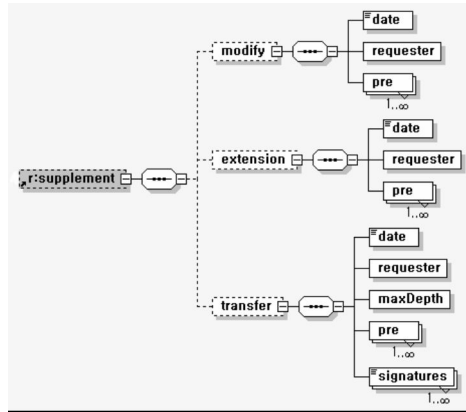 date
modify
requester
pre
1..∞
date
extension
requester
pre
1..∞
r:supplement
date
requester
transfer
maxDepth
pre
1..∞
signatures
1..∞